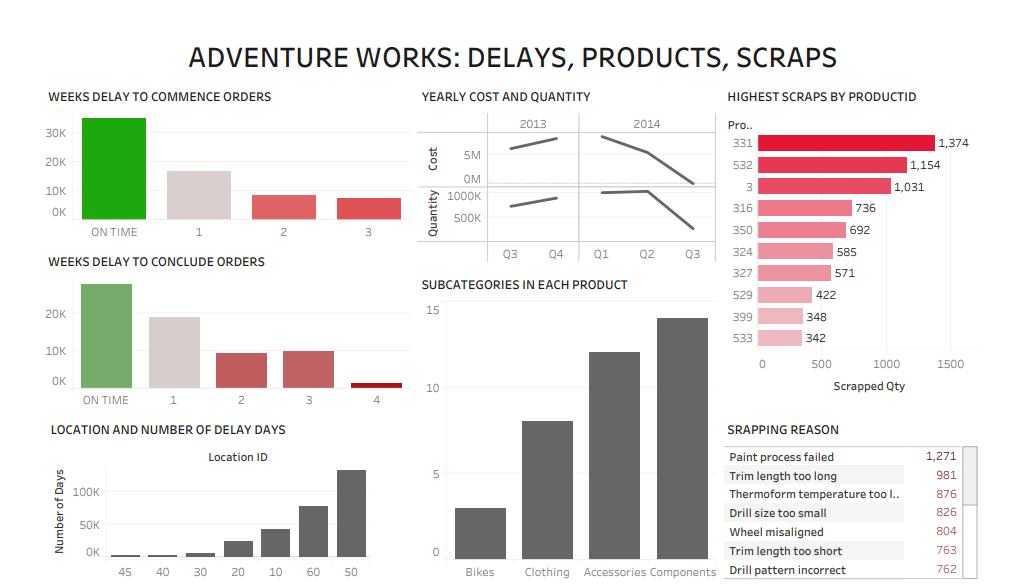 ADVENTURE WORKS: DELAYS, PRODUCTS, SCRAPS
WEEKS DELAY TO COMMENCE ORDERS
30K
20K
10K
0K
ON TIME 1 2 3
WEEKS DELAY TO CONCLUDE ORDERS
20K
10K
0K
ON TIME 1 2 3 4
LOCATION AND NUMBER OF DELAY DAYS
Location ID
Number of Days
100K
50K
0K
45 40 30 20 10 60 50
YEARLY COST AND QUANTITY
2013 2014
Cost
5M
0M
Quantity
1000K
500K
Q3 Q4 Q1 Q2 Q3
SUBCATEGORIES IN EACH PRODUCT
15
10
5
0
Bikes Clothing Accessories Components
HIGHEST SCRAPS BY PRODUCTID
Pro..
331 1,374
532 1,154
3 1,031
316 736
350 692
324 585
327 571
529 422
399 348
533 342
0 500 1000 1500
Scrapped Qty
SRAPPING REASON
Paint process failed 1,271
Trim length too long 981
Thermoform temperature too l.. 876
Drill size too small 826
Wheel misaligned 804
Trim length too short 763
Drill pattern incorrect 762